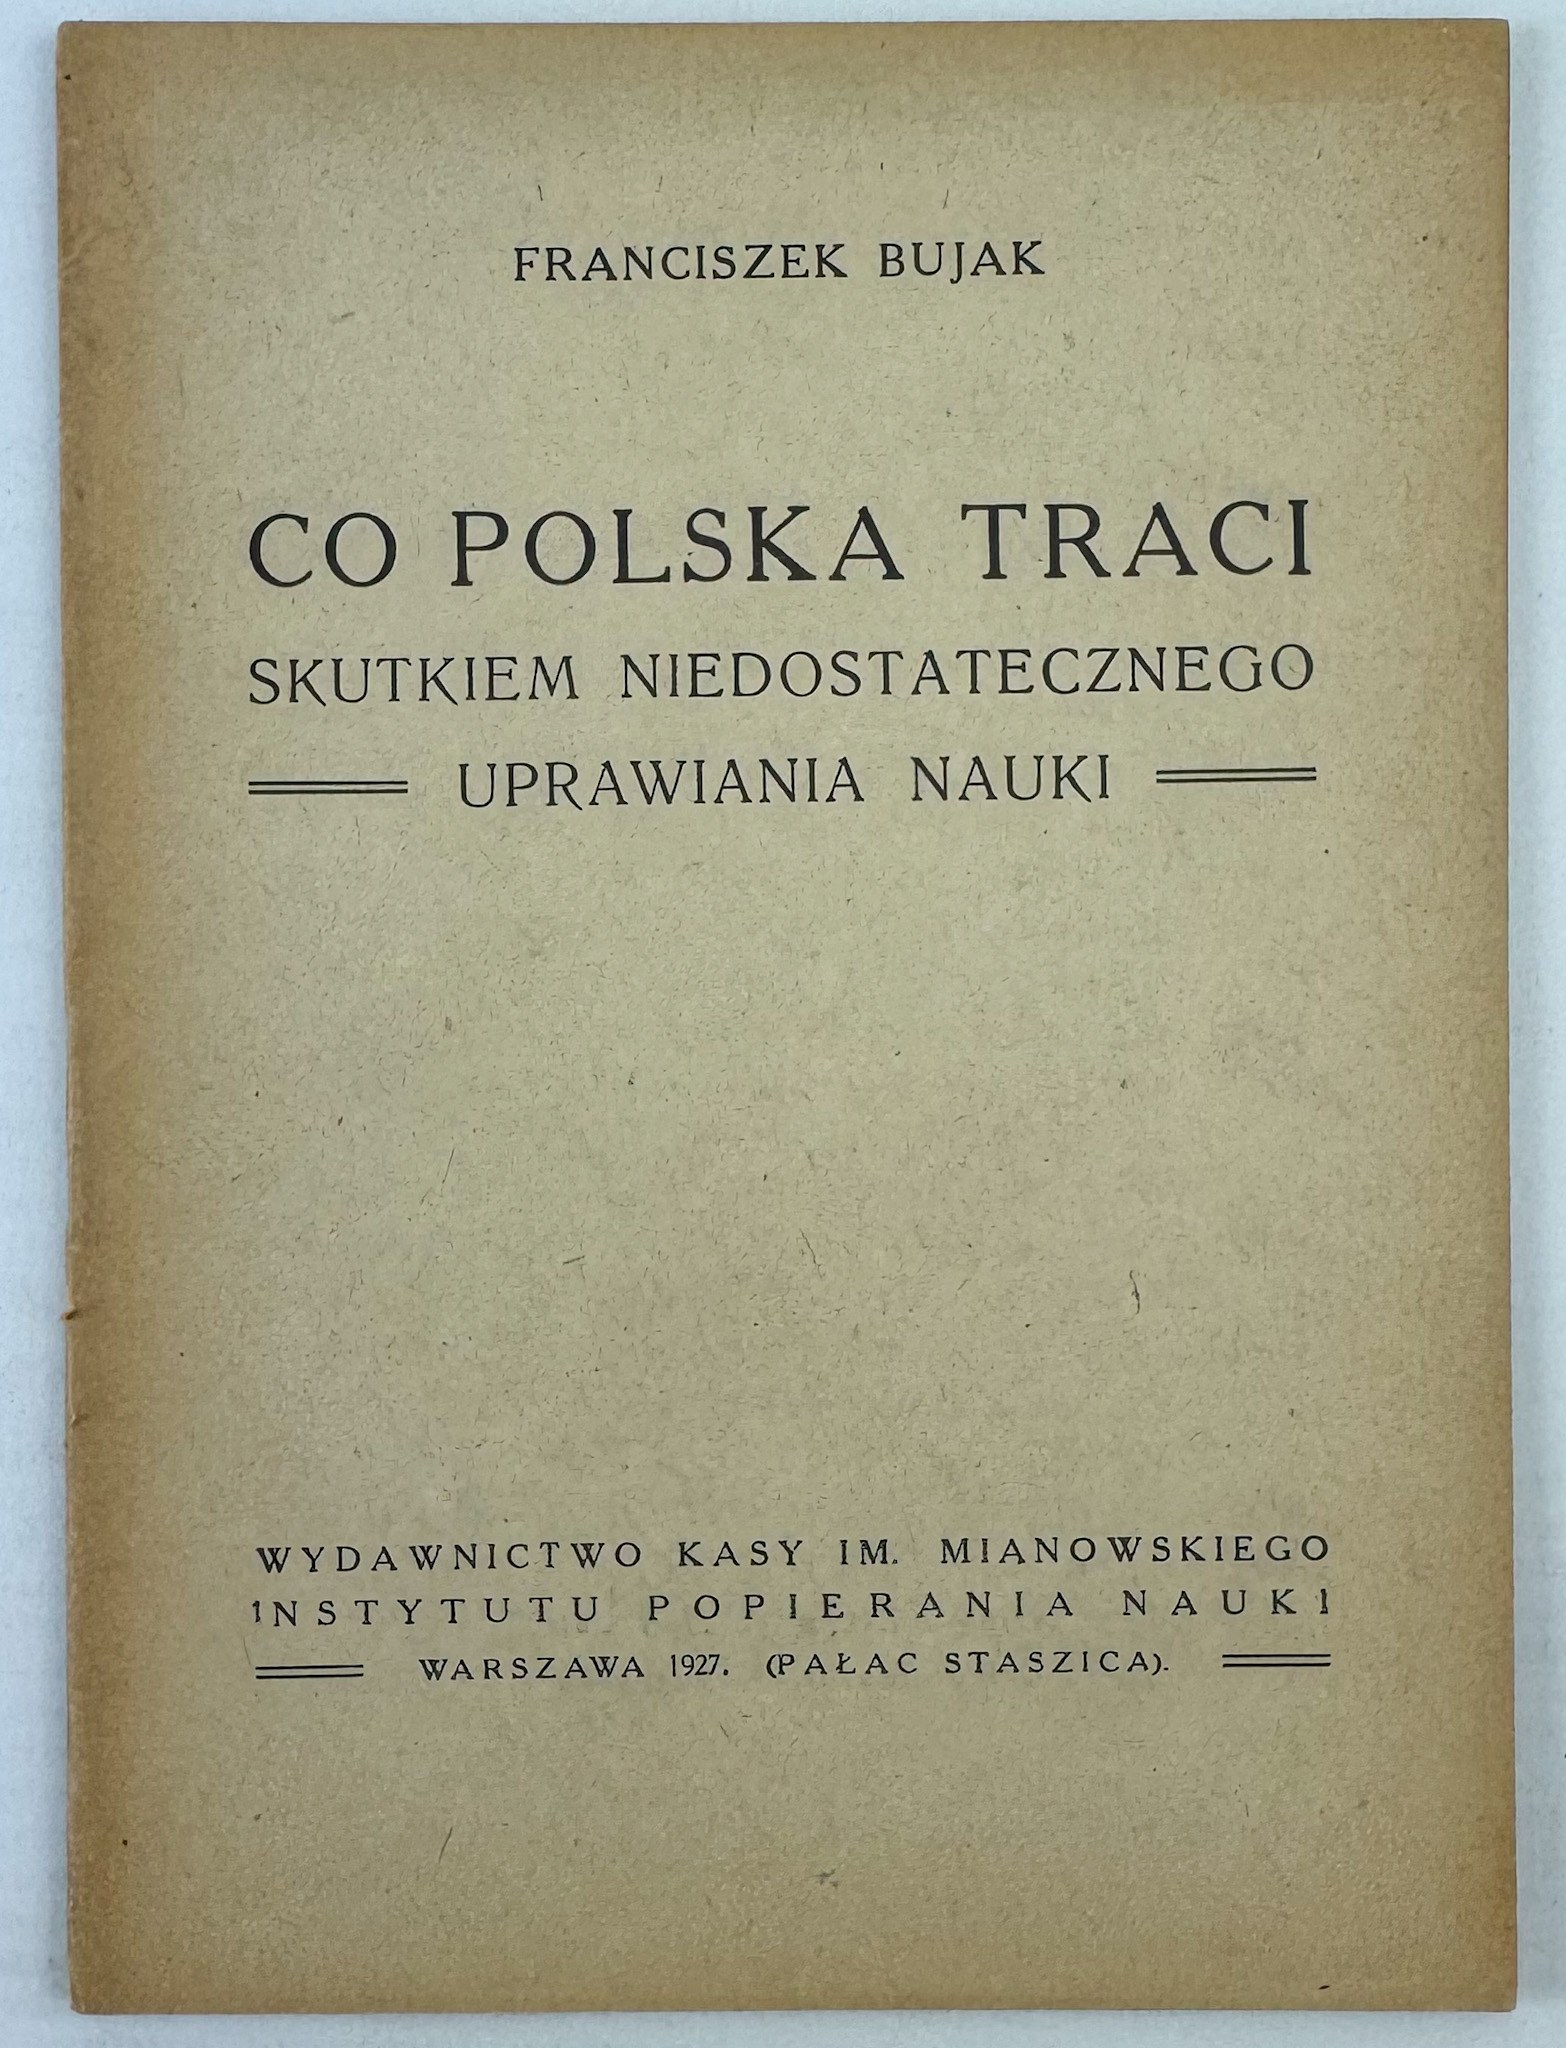 FRANCISZEK BUJAK
CO POLSKA TRACI
SKUTKIEM NIEDOSTATECZNEGO
UPRAWIANIA NAUKI
WYDAWNICTWO KASY IM. MIANOWSKIEGO
INSTYTUTU POPIERANIA NAUKI
WARSZAWA 1927. (PAŁAC STASZICA).